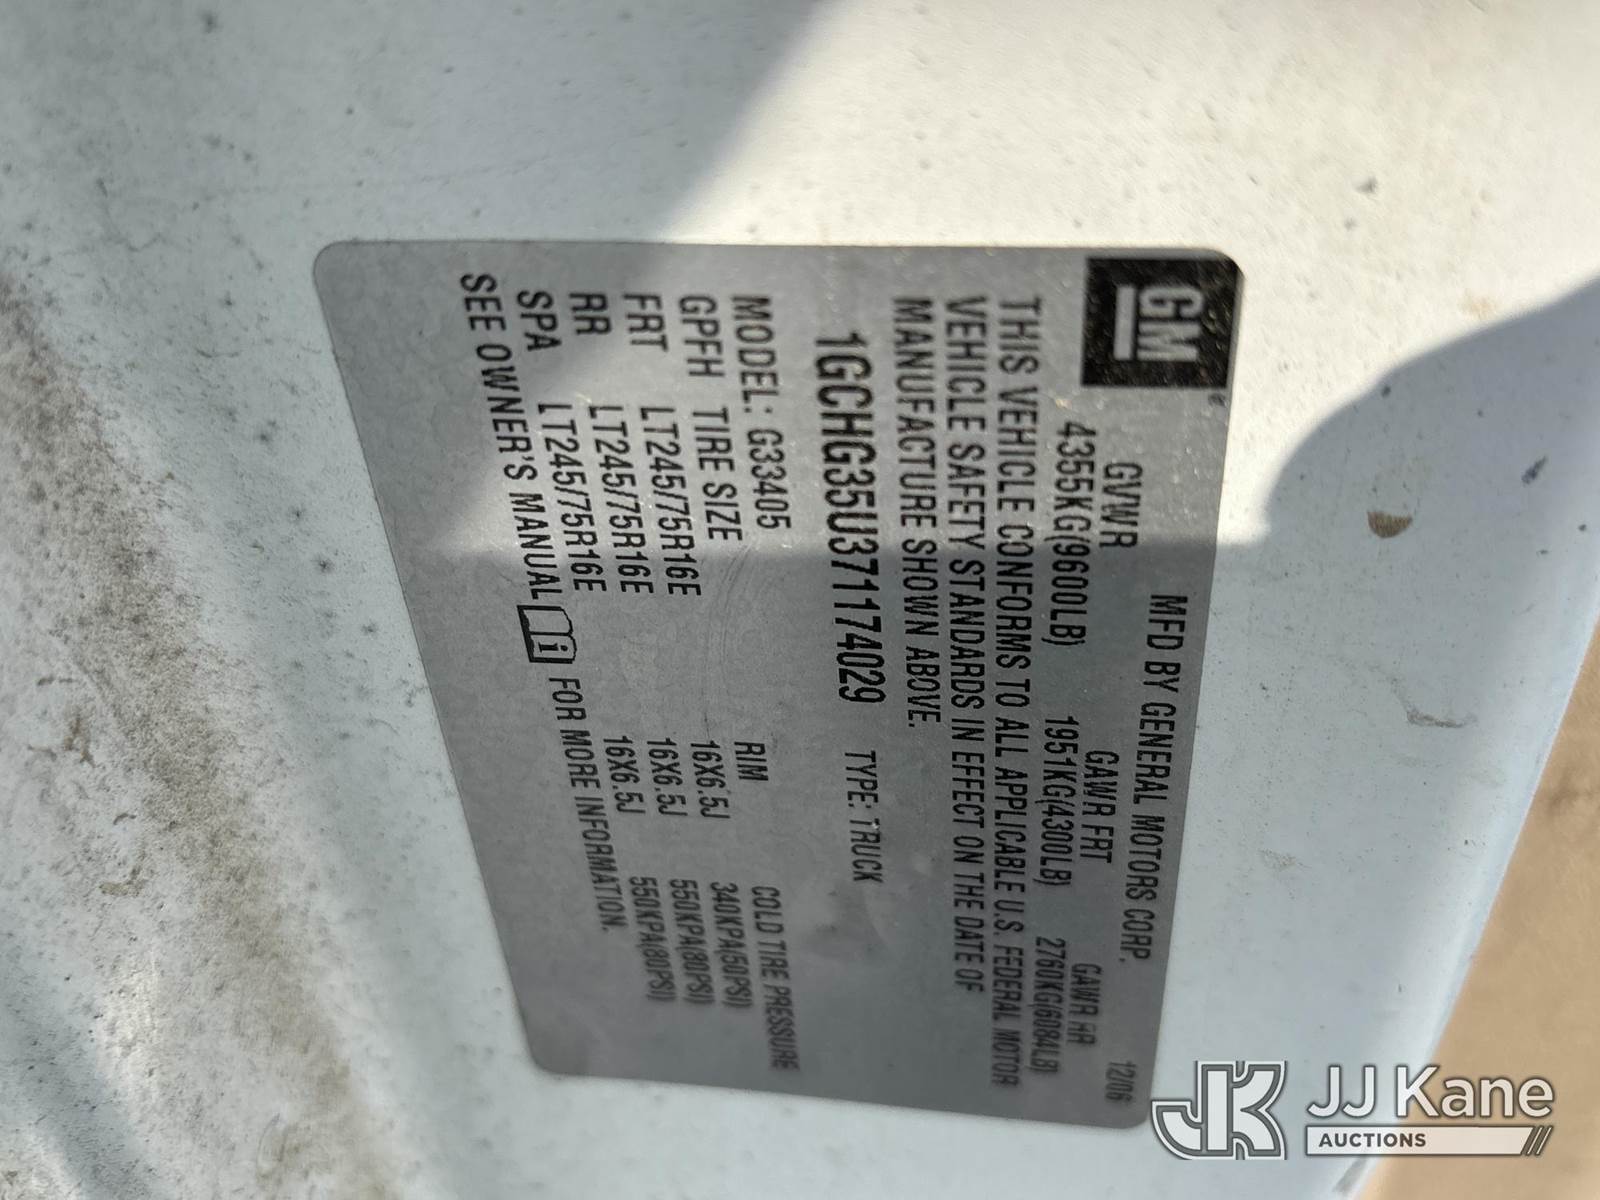 GM
MFD BY GENERAL MOTORS CORP. 12/06
GVWR GAWR FRT GAWR RR
4355KG(9600LB) 1951KG(4300LB) 2760KG(6084LB)
THIS VEHICLE CONFORMS TO ALL APPLICABLE U.S. FEDERAL MOTOR
VEHICLE SAFETY STANDARDS IN EFFECT ON THE DATE OF
MANUFACTURE SHOWN ABOVE.
1GCHG35U371174029 TYPE: TRUCK
MODEL: G33405
GPFH TIRE SIZE RIM COLD TIRE PRESSURE
FRT LT245/75R16E 16X6.5J 340KPA(50PSI)
RR LT245/75R16E 16X6.5J 550KPA(80PSI)
SPA LT245/75R16E 16X6.5J 550KPA(80PSI)
SEE OWNER'S MANUAL FOR MORE INFORMATION.
JK JJ Kane
AUCTIONS